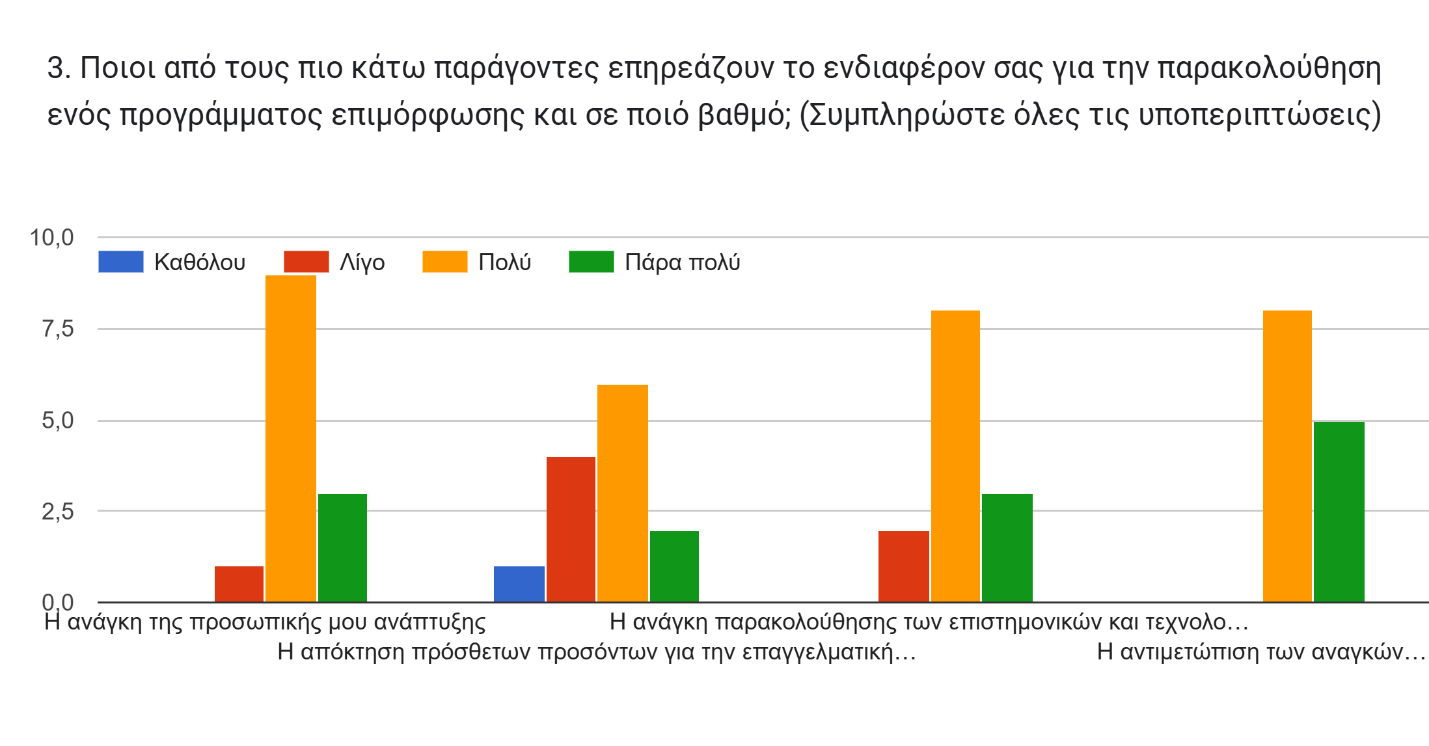 3. Ποιοι από τους πιο κάτω παράγοντες επηρεάζουν το ενδιαφέρον σας για την παρακολούθηση
ενός προγράμματος επιμόρφωσης και σε ποιό βαθμό; (Συμπληρώστε όλες τις υποπεριπτώσεις)
10,0
Καθόλου Λίγο Πολύ Πάρα πολύ
7,5
5,0
2,5
0,0
Η ανάγκη της προσωπικής μου ανάπτυξης Η ανάγκη παρακολούθησης των επιστημονικών και τεχνολο…
Η απόκτηση πρόσθετων προσόντων για την επαγγελματική… Η αντιμετώπιση των αναγκών…